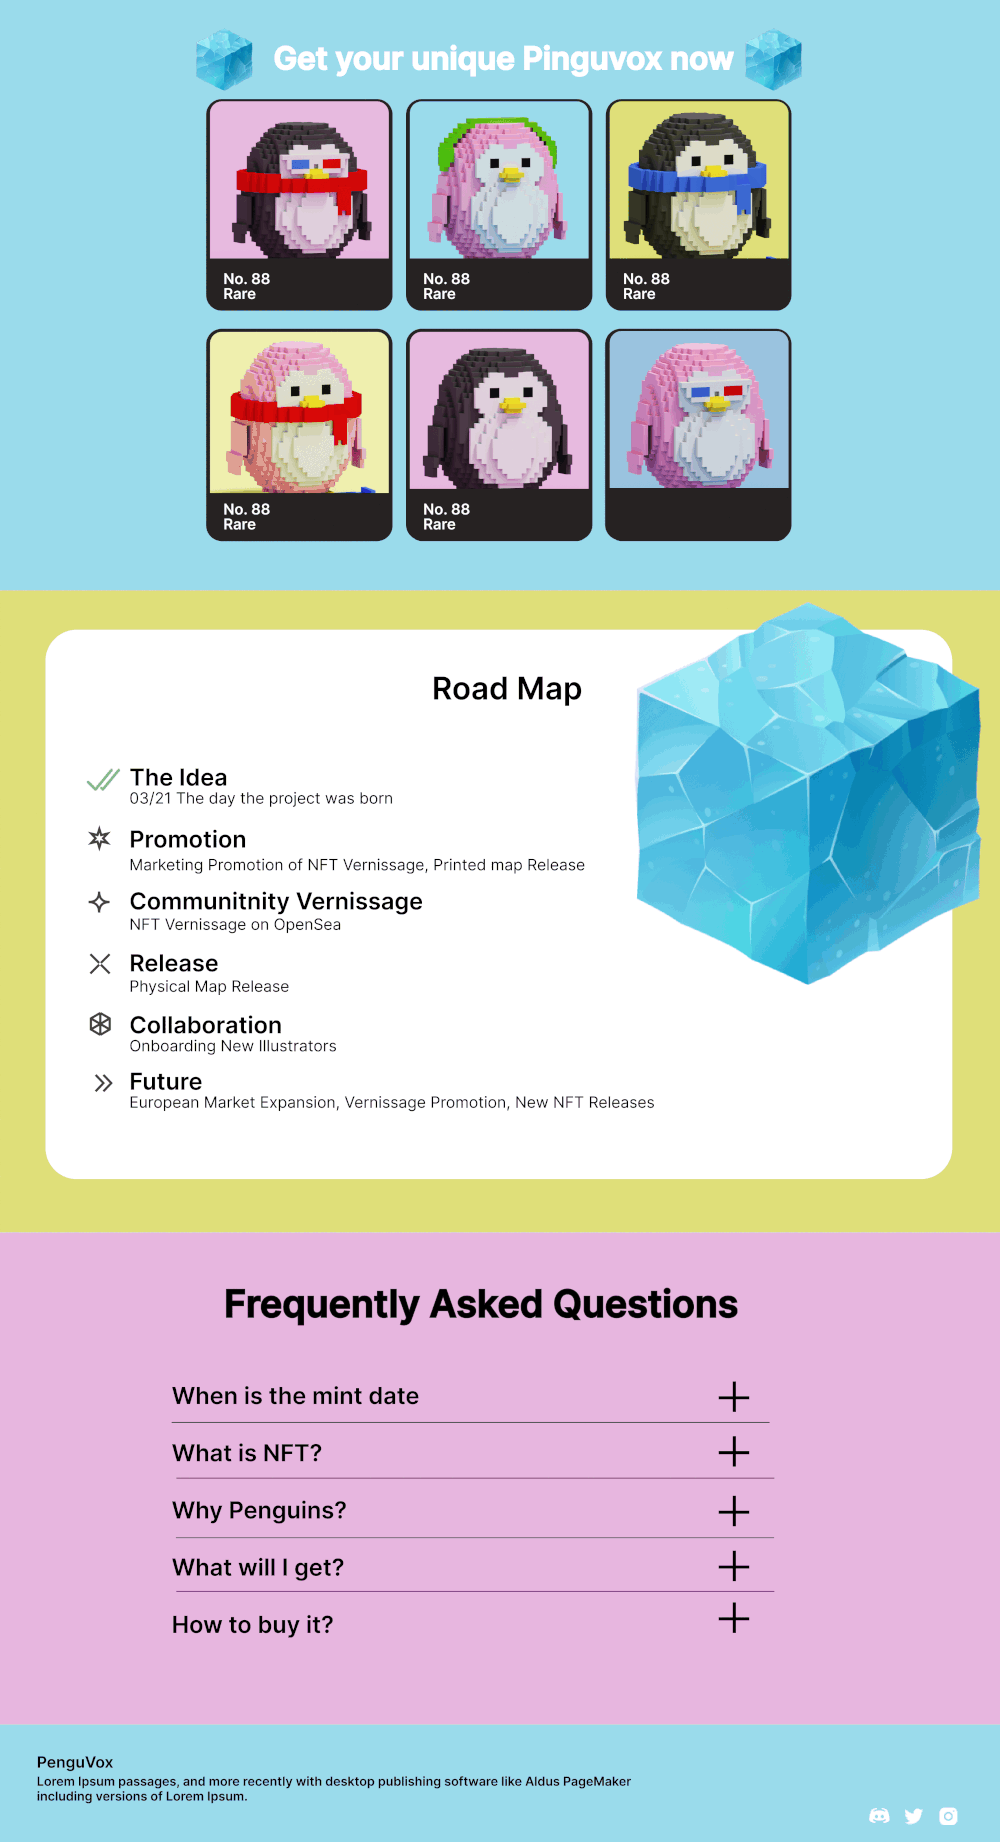 Get your unique Pinguvox now
No. 88
Rare
No. 88
Rare
No. 88
Rare
No. 88
Rare
No. 88
Rare
Road Map
The Idea
03/21 The day the project was born
Promotion
Marketing Promotion of NFT Vernissage, Printed map Release
Communitnity Vernissage
NFT Vernissage on OpenSea
Release
Physical Map Release
Collaboration
Onboarding New Illustrators
Future
European Market Expansion, Vernissage Promotion, New NFT Releases
Frequently Asked Questions
When is the mint date
What is NFT?
Why Penguins?
What will I get?
How to buy it?
PenguVox
Lorem Ipsum passages, and more recently with desktop publishing software like Aldus PageMaker
including versions of Lorem Ipsum.